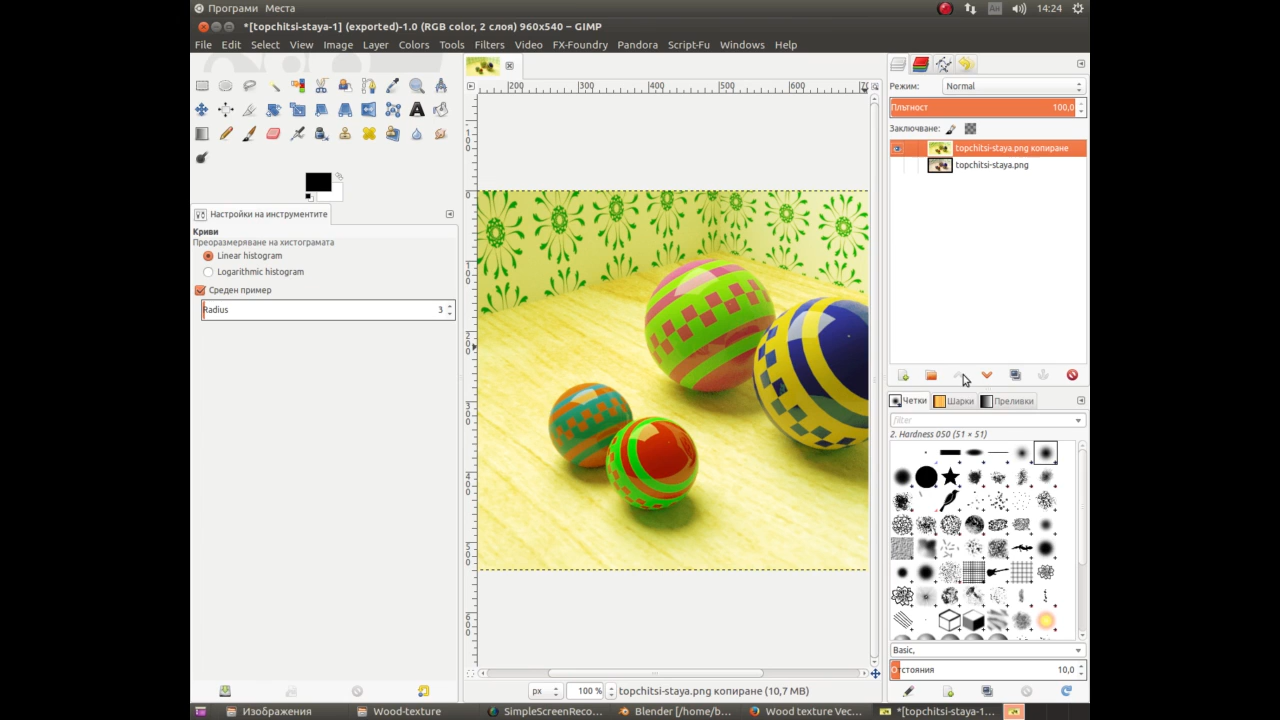 Програми Места
Ан 14:24
*[topchitsi-staya-1] (exported)-1.0 (RGB color, 2 слоя) 960x540 – GIMP
File Edit Select View Image Layer Colors Tools Filters Video FX-Foundry Pandora Script-Fu Windows Help
Режим: Normal
Плътност 100,0
Заключване:
topchitsi-staya.png копиране
topchitsi-staya.png
200 300 400 500 600
Настройки на инструментите
Криви
Преоразмеряване на хистограмата
Linear histogram
Logarithmic histogram
Среден пример
Radius 3
Четки Шарки Преливки
filter
2. Hardness 050 (51 × 51)
Basic,
тстояния 10,0
px 100 % topchitsi-staya.png копиране (10,7 MB)
Изображения Wood-texture SimpleScreenReco... Blender [/home/b... Wood texture Vec... *[topchitsi-staya-1...